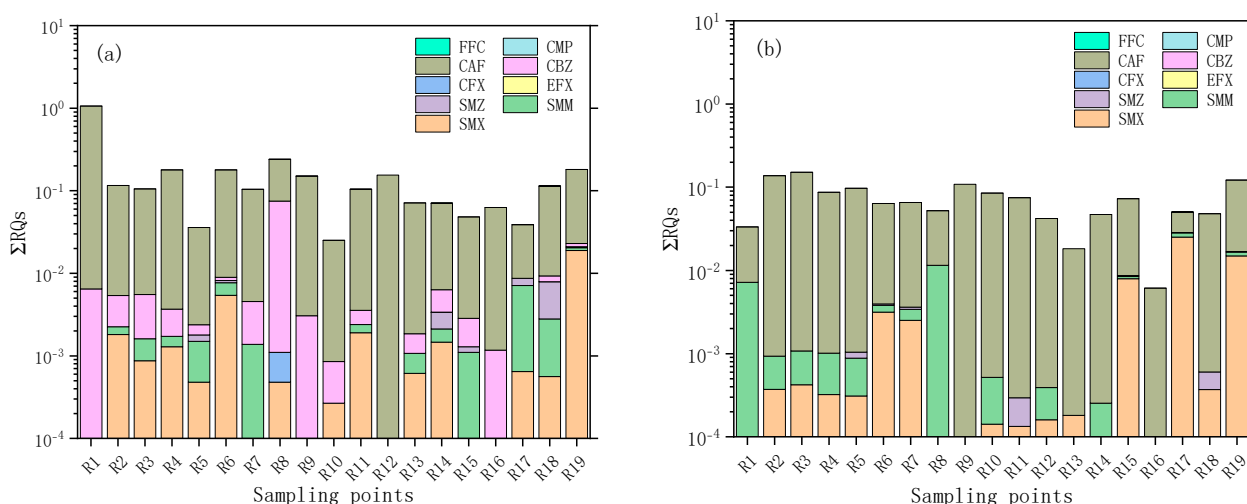 (a)
FFC CMP
CAF CBZ
CFX EFX
SMZ SMM
SMX
ΣRQs
10^1
10^0
10^-1
10^-2
10^-3
10^-4
R1 R2 R3 R4 R5 R6 R7 R8 R9 R10 R11 R12 R13 R14 R15 R16 R17 R18 R19
Sampling points
(b)
FFC CMP
CAF CBZ
CFX EFX
SMZ SMM
SMX
ΣRQs
10^1
10^0
10^-1
10^-2
10^-3
10^-4
R1 R2 R3 R4 R5 R6 R7 R8 R9 R10 R11 R12 R13 R14 R15 R16 R17 R18 R19
Sampling points